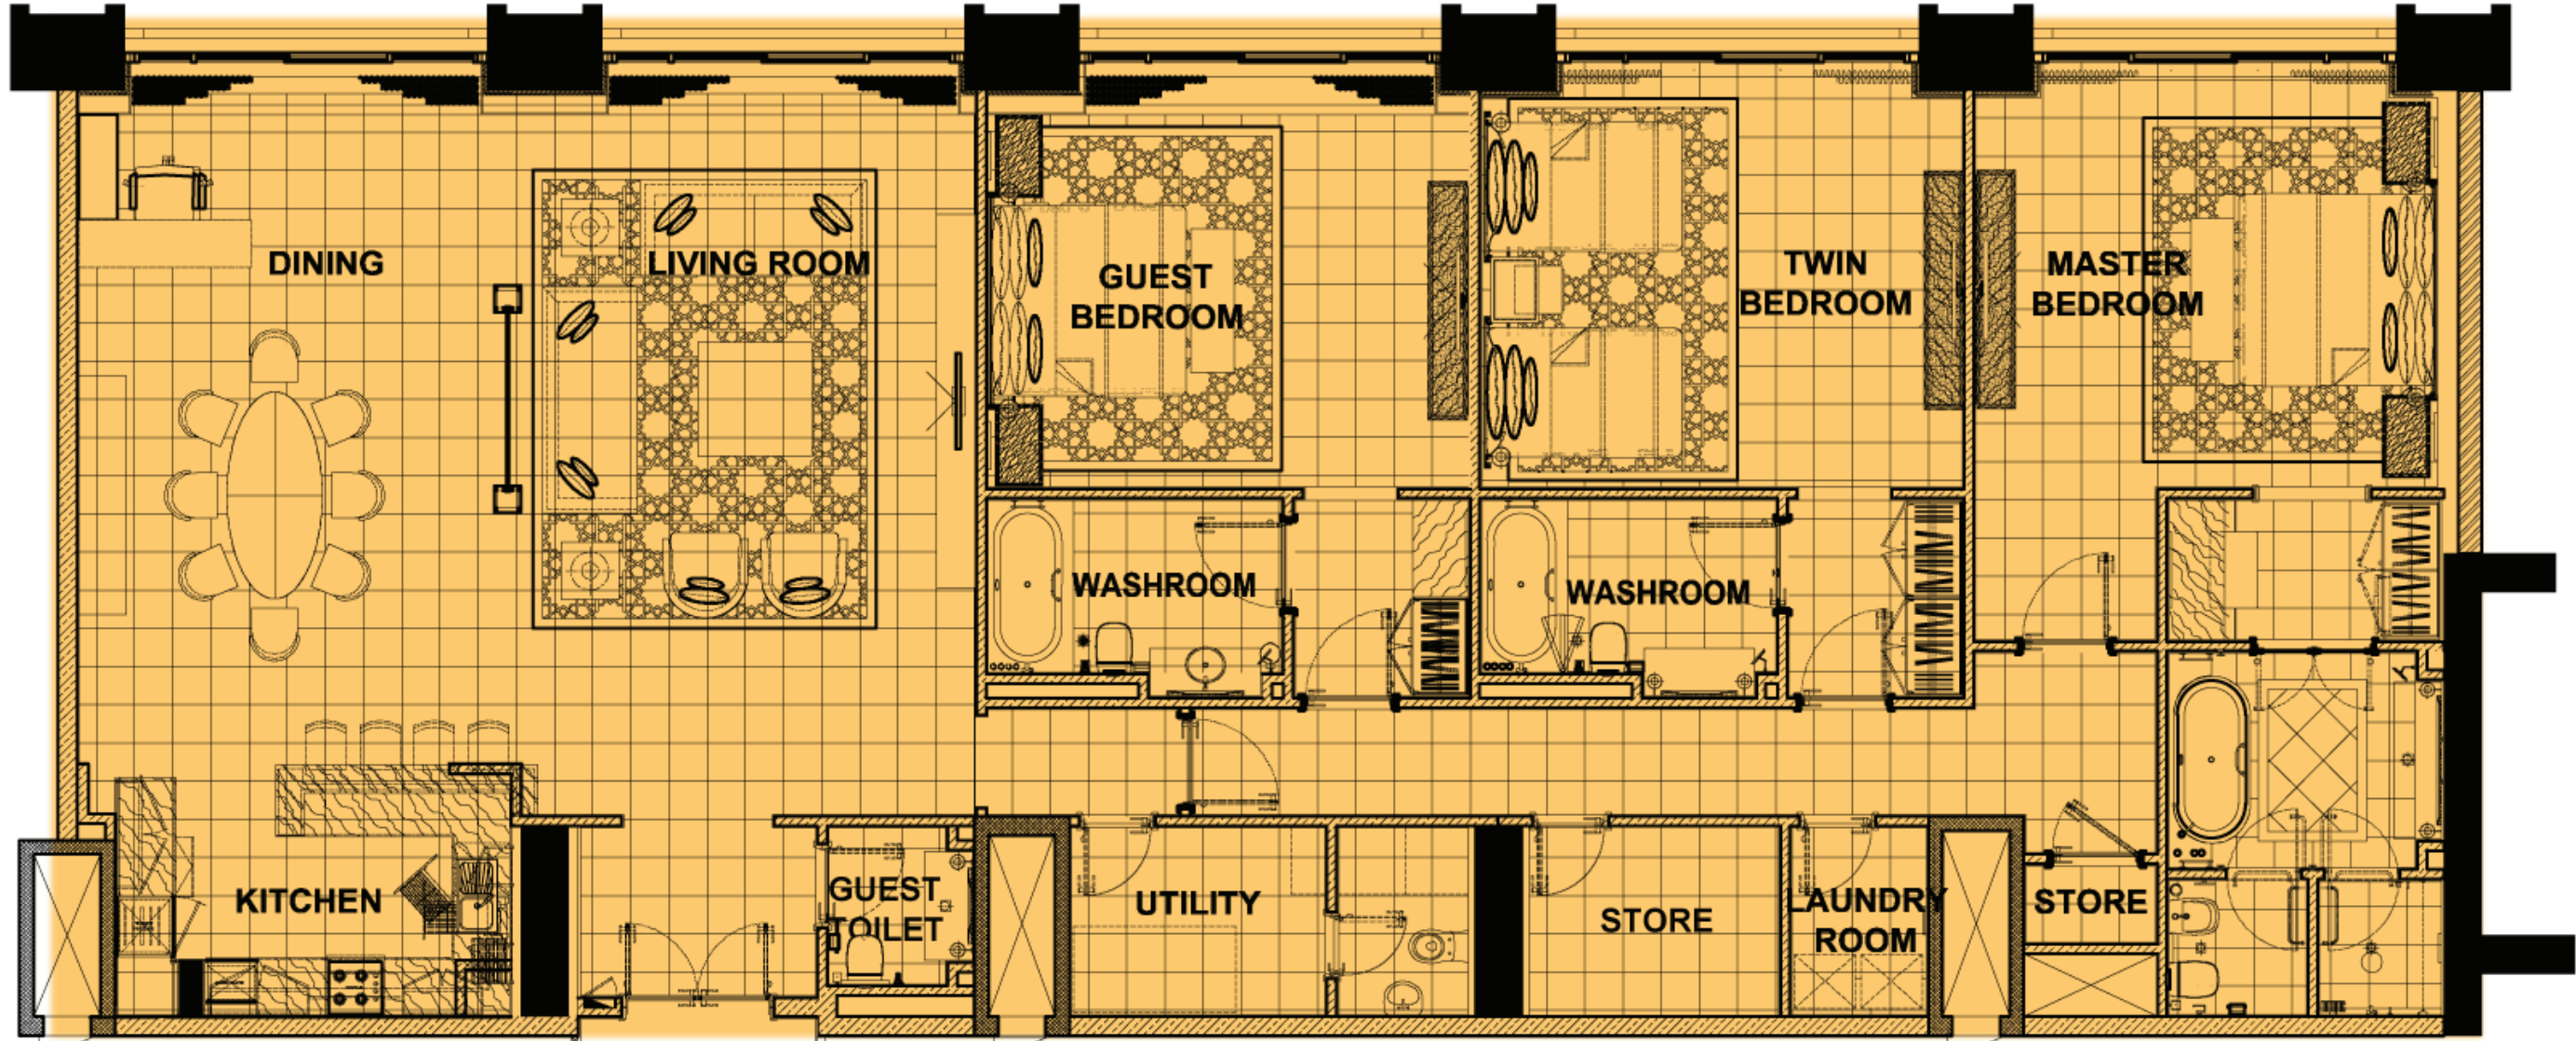 DINING
LIVING ROOM
GUEST
BEDROOM
TWIN
BEDROOM
MASTER
BEDROOM
WASHROOM
WASHROOM
KITCHEN
GUEST
TOILET
UTILITY
STORE
LAUNDRY
ROOM
STORE